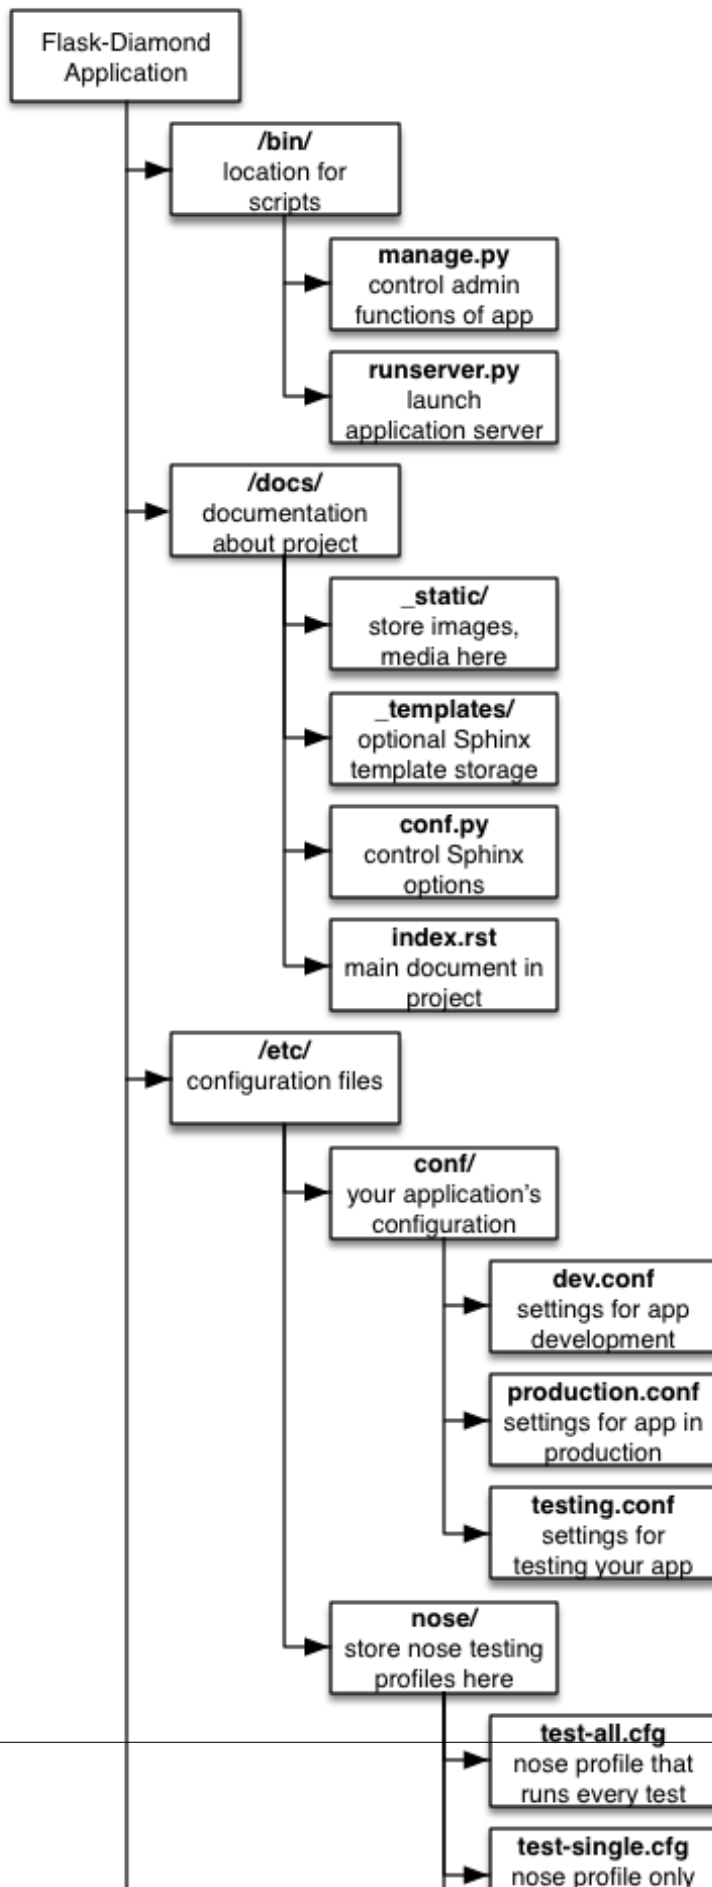 Flask-Diamond
Application
/bin/
location for
scripts
manage.py
control admin
functions of app
runserver.py
launch
application server
/docs/
documentation
about project
_static/
store images,
media here
_templates/
optional Sphinx
template storage
conf.py
control Sphinx
options
index.rst
main document in
project
/etc/
configuration files
conf/
your application's
configuration
dev.conf
settings for app
development
production.conf
settings for app in
production
testing.conf
settings for
testing your app
nose/
store nose testing
profiles here
test-all.cfg
nose profile that
runs every test
test-single.cfg
nose profile only